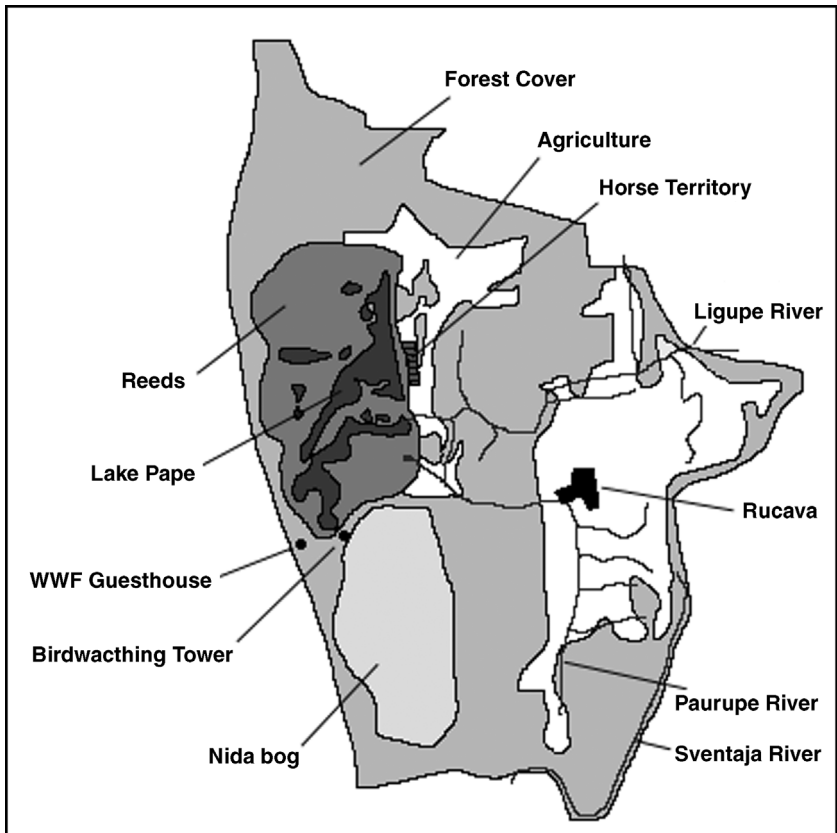 Forest Cover
Agriculture
Horse Territory
Ligupe River
Reeds
Lake Pape
Rucava
WWF Guesthouse
Birdwacthing Tower
Paurupe River
Nida bog
Sventaja River